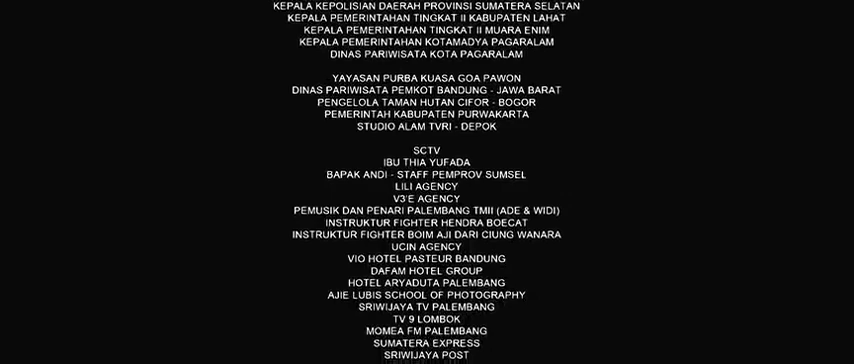 KEPALA KEPOLISIAN DAERAH PROVINSI SUMATERA SELATAN
KEPALA PEMERINTAHAN TINGKAT II KABUPATEN LAHAT
KEPALA PEMERINTAHAN TINGKAT II MUARA ENIM
KEPALA PEMERINTAHAN KOTAMADYA PAGARALAM
DINAS PARIWISATA KOTA PAGARALAM
YAYASAN PURBA KUASA GOA PAWON
DINAS PARIWISATA PEMKOT BANDUNG - JAWA BARAT
PENGELOLA TAMAN HUTAN CIFOR - BOGOR
PEMERINTAH KABUPATEN PURWAKARTA
STUDIO ALAM TVRI - DEPOK
SCTV
IBU THIA YUFADA
BAPAK ANDI - STAFF PEMPROV SUMSEL
LILI AGENCY
V3'E AGENCY
PEMUSIK DAN PENARI PALEMBANG TMII (ADE & WIDI)
INSTRUKTUR FIGHTER HENDRA BOECAT
INSTRUKTUR FIGHTER BOIM AJI DARI CIUNG WANARA
UCIN AGENCY
VIO HOTEL PASTEUR BANDUNG
DAFAM HOTEL GROUP
HOTEL ARYADUTA PALEMBANG
AJIE LUBIS SCHOOL OF PHOTOGRAPHY
SRIWIJAYA TV PALEMBANG
TV 9 LOMBOK
MOMEA FM PALEMBANG
SUMATERA EXPRESS
SRIWIJAYA POST